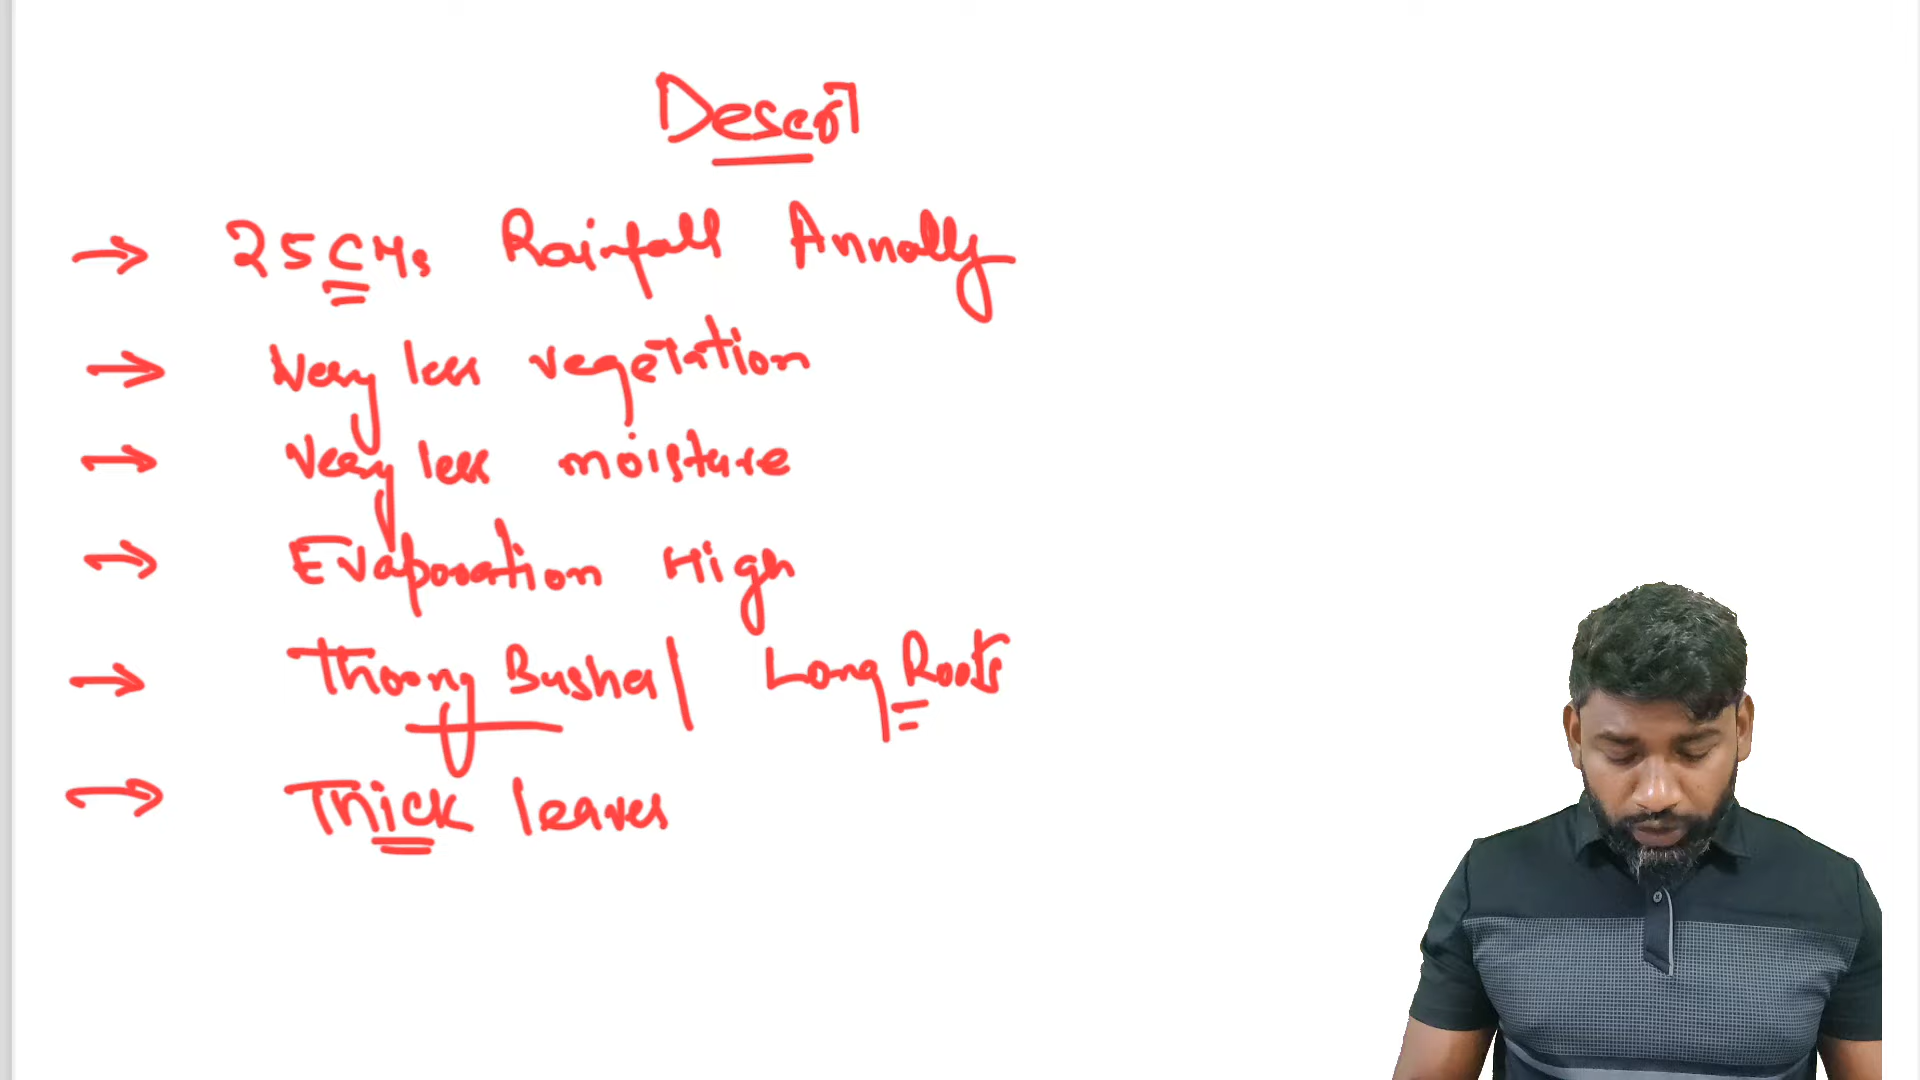 Desert
→ 25 CMs Rainfall Annally
→ Very less vegetation
→ Very less moisture
→ Evaporation High
→ Thorny Bushes / Long Roots
→ Thick leaves